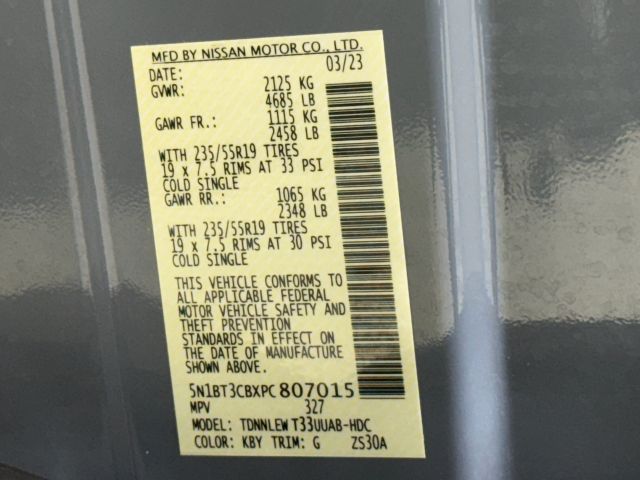 MFD BY NISSAN MOTOR CO., LTD.
DATE: 03/23
GVWR: 2125 KG
4685 LB
GAWR FR.: 1115 KG
2458 LB
WITH 235/55R19 TIRES
19 x 7.5 RIMS AT 33 PSI
COLD SINGLE
GAWR RR.: 1065 KG
2348 LB
WITH 235/55R19 TIRES
19 x 7.5 RIMS AT 30 PSI
COLD SINGLE
THIS VEHICLE CONFORMS TO
ALL APPLICABLE FEDERAL
MOTOR VEHICLE SAFETY AND
THEFT PREVENTION
STANDARDS IN EFFECT ON
THE DATE OF MANUFACTURE
SHOWN ABOVE.
5N1BT3CBXPC807015
MPV 327
MODEL: TDNNLEW T33UUAB-HDC
COLOR: KBY TRIM: G ZS30A